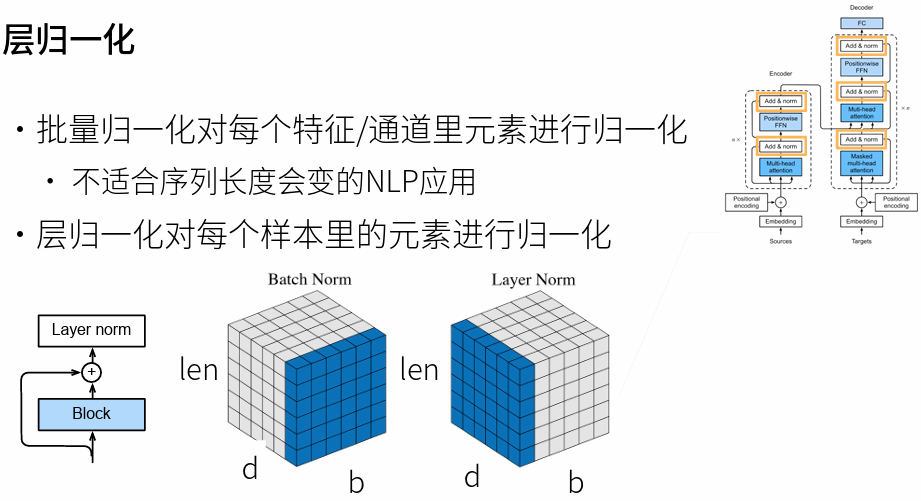 层归一化
• 批量归一化对每个特征/通道里元素进行归一化
• 不适合序列长度会变的NLP应用
• 层归一化对每个样本里的元素进行归一化
Layer norm
+
Block
Batch Norm
len
d
b
Layer Norm
len
d
b
Encoder
Add & norm
Positionwise
FFN
Add & norm
Multi-head
attention
n ×
Positional
encoding
+
Embedding
Sources
Decoder
FC
Add & norm
Positionwise
FFN
Add & norm
Muti-head
attention
Add & norm
Masked
multi-head
attention
× n
+
Positional
encoding
Embedding
Targets